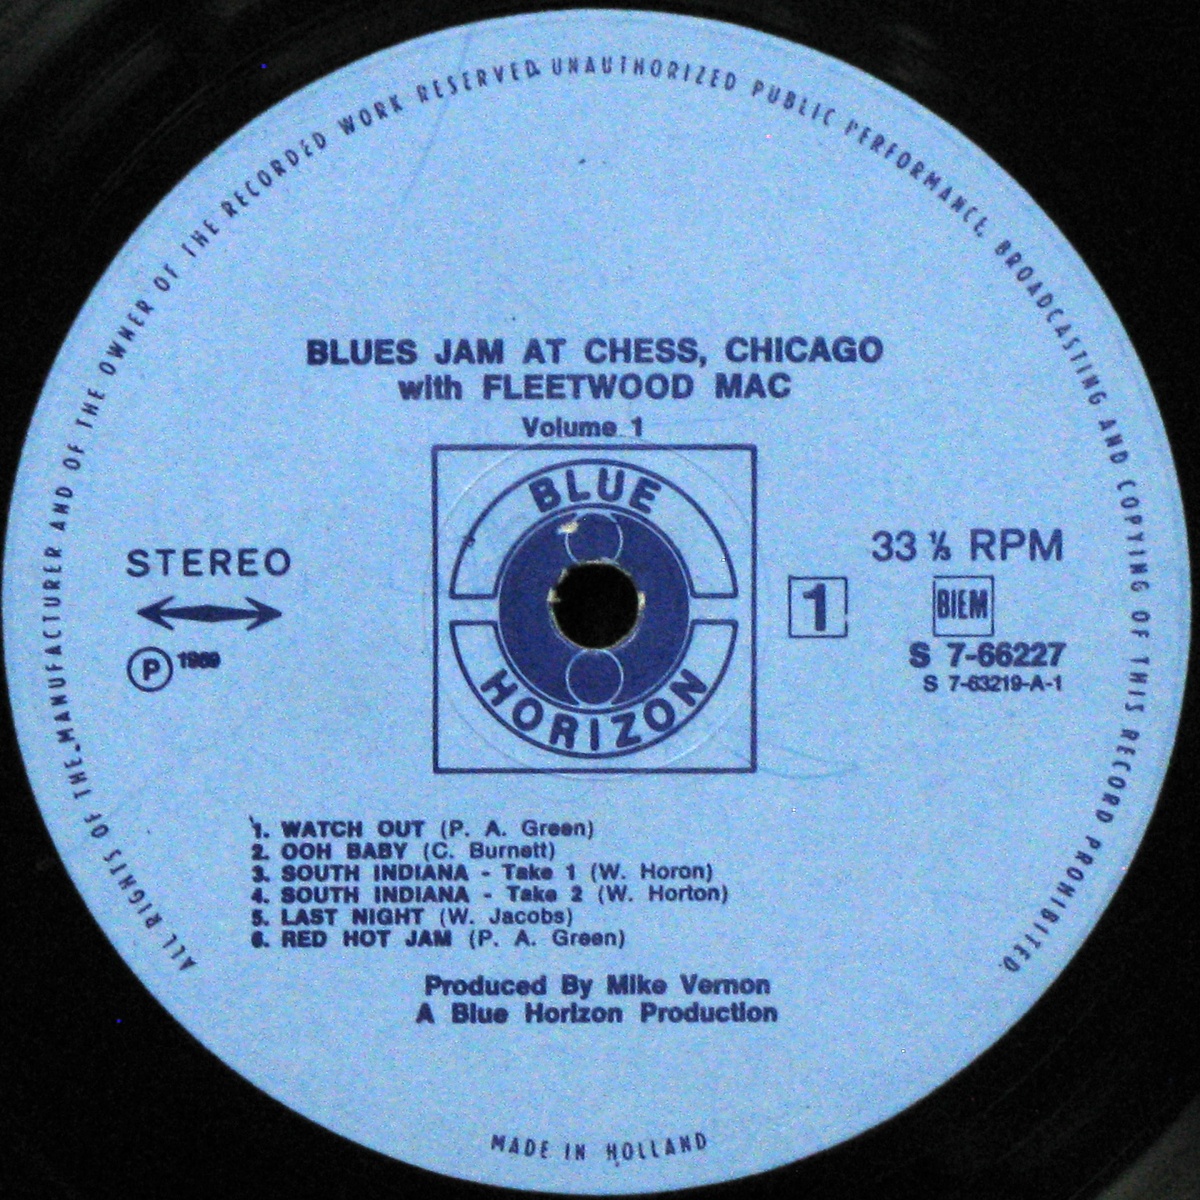 ALL RIGHTS OF THE MANUFACTURER AND OF THE OWNER OF THE RECORDED WORK RESERVED. UNAUTHORIZED PUBLIC PERFORMANCE, BROADCASTING AND COPYING OF THIS RECORD PROHIBITED.
BLUES JAM AT CHESS, CHICAGO
with FLEETWOOD MAC
Volume 1
BLUE
HORIZON
STEREO
P 1969
1
33 ⅓ RPM
BIEM
S 7-66227
S 7-63219-A-1
1. WATCH OUT (P. A. Green)
2. OOH BABY (C. Burnett)
3. SOUTH INDIANA - Take 1 (W. Horon)
4. SOUTH INDIANA - Take 2 (W. Horton)
5. LAST NIGHT (W. Jacobs)
6. RED HOT JAM (P. A. Green)
Produced By Mike Vernon
A Blue Horizon Production
MADE IN HOLLAND